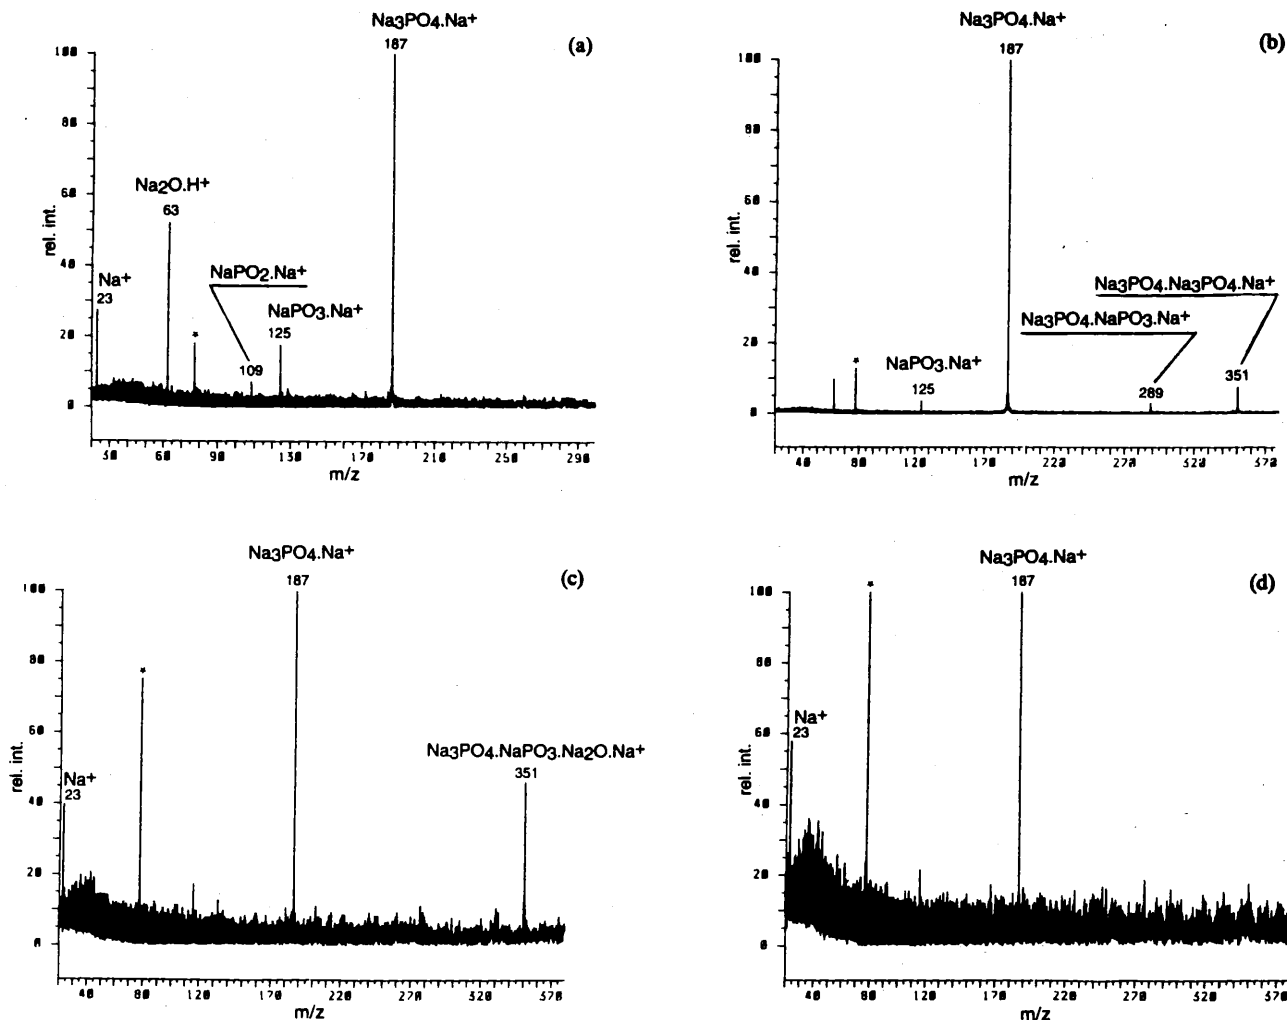 Na3PO4.Na+
187
(a)
100
80
60
40
20
0
rel. int.
Na2O.H+
63
Na+
23
NaPO2.Na+
109
NaPO3.Na+
125
*
30 60 90 130 170 210 250 290
m/z
Na3PO4.Na+
187
(b)
100
80
60
40
20
0
rel. int.
Na3PO4.Na3PO4.Na+
351
Na3PO4.NaPO3.Na+
289
*
NaPO3.Na+
125
40 80 120 170 220 270 320 370
m/z
Na3PO4.Na+
187
(c)
100
80
60
40
20
0
rel. int.
*
Na3PO4.NaPO3.Na2O.Na+
351
Na+
23
40 80 120 170 220 270 320 370
m/z
Na3PO4.Na+
187
(d)
100
80
60
40
20
0
rel. int.
*
Na+
23
40 80 120 170 220 270 320 370
m/z